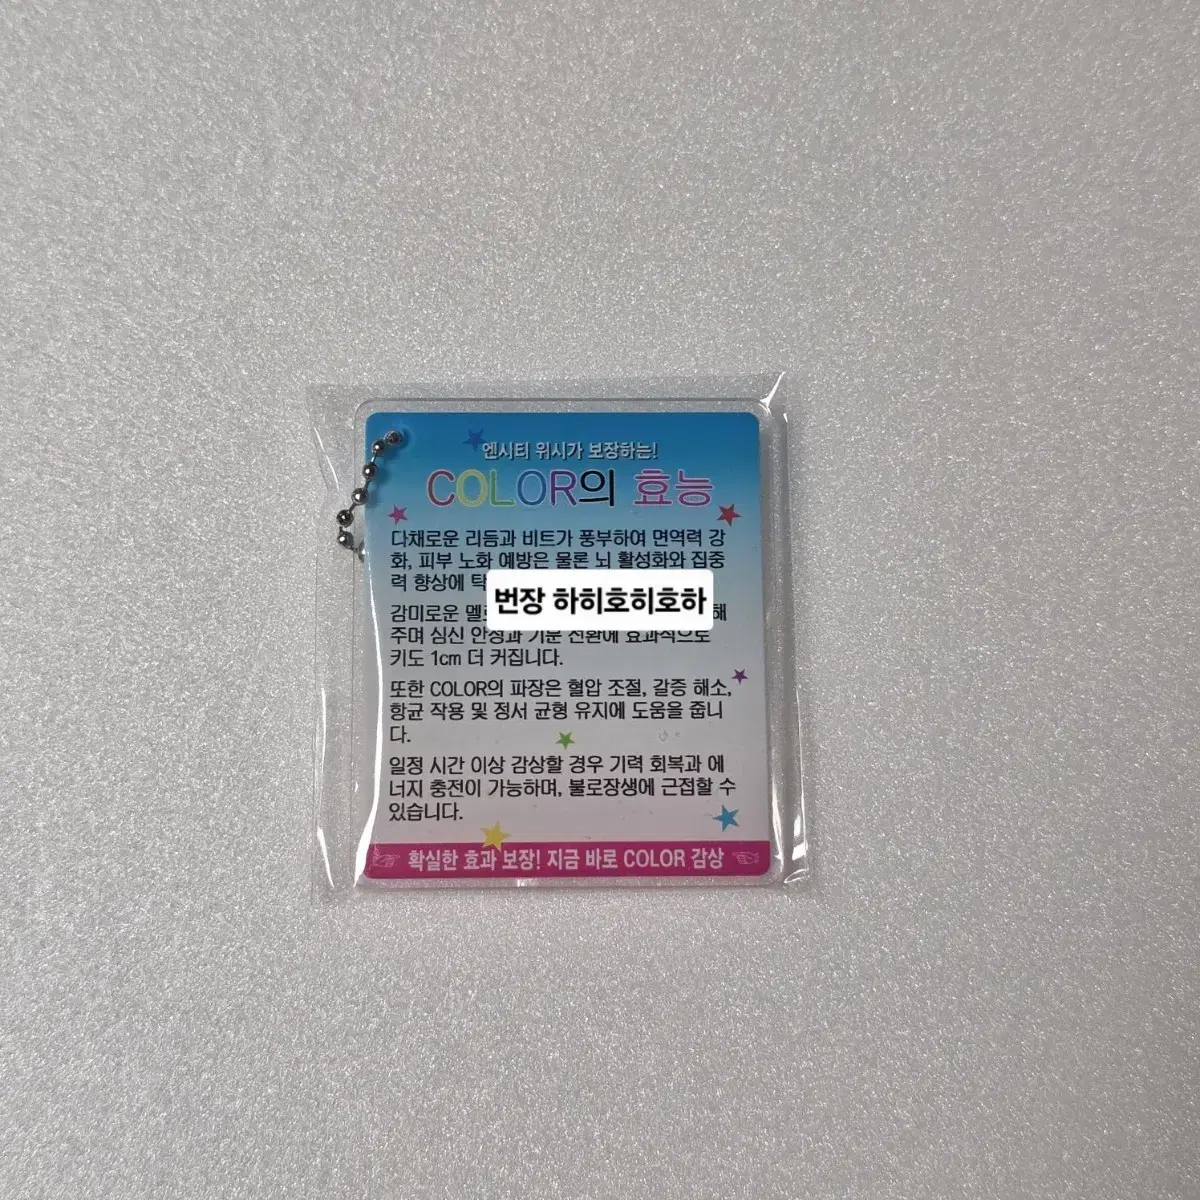 엔시티 위시가 보장하는!
COLOR의 효능
다채로운 리듬과 비트가 풍부하여 면역력 강
화, 피부 노화 예방은 물론 뇌 활성화와 집중
력 향상에
번장 하히호히호하
감미로운 해
주며 심신 안정과 기분 전환에 효과적으로
키도 1cm 더 커집니다.
또한 COLOR의 파장은 혈압 조절, 갈증 해소,
항균 작용 및 정서 균형 유지에 도움을 줍니
다.
일정 시간 이상 감상할 경우 기력 회복과 에
너지 충전이 가능하며, 불로장생에 근접할 수
있습니다.
확실한 효과 보장! 지금 바로 COLOR 감상